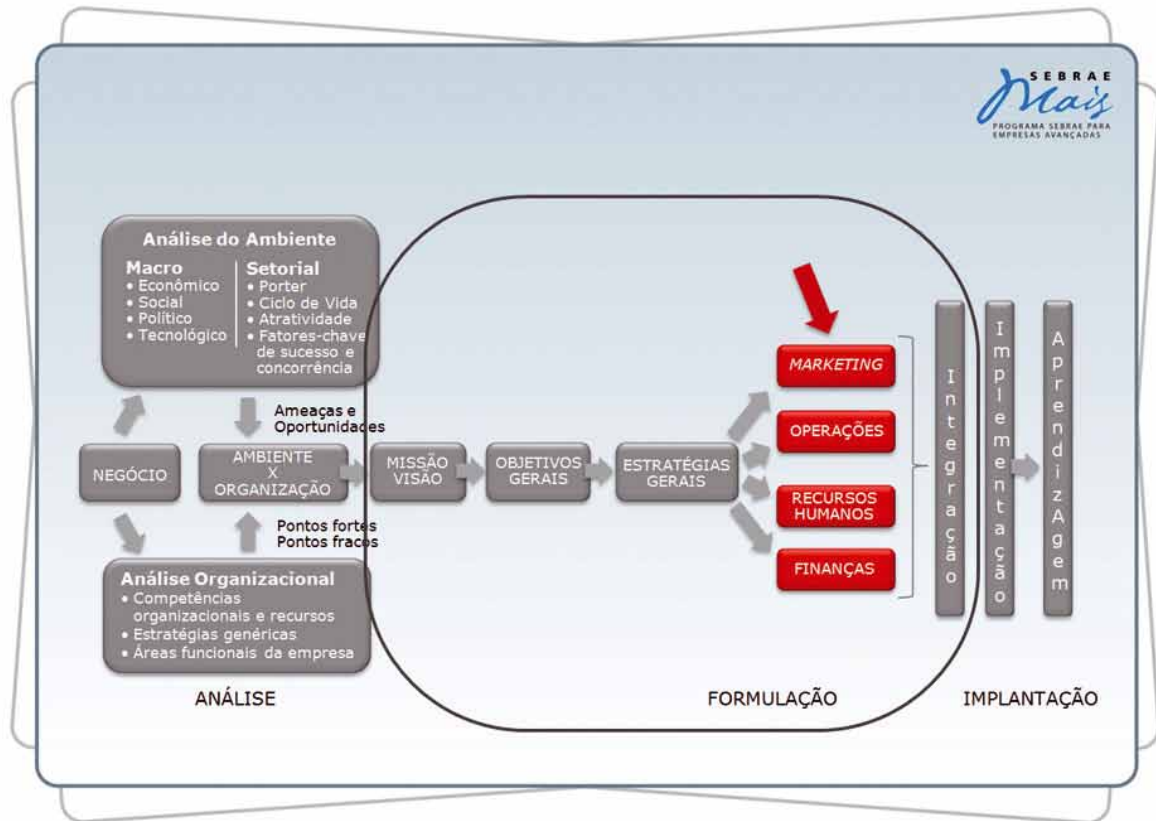 SEBRAE
Mais
PROGRAMA SEBRAE PARA
EMPRESAS AVANÇADAS
Análise do Ambiente
Macro
• Econômico
• Social
• Político
• Tecnológico
Setorial
• Porter
• Ciclo de Vida
• Atratividade
• Fatores-chave
de sucesso e
concorrência
Ameaças e
Oportunidades
NEGÓCIO
AMBIENTE
X
ORGANIZAÇÃO
MISSÃO
VISÃO
OBJETIVOS
GERAIS
ESTRATÉGIAS
GERAIS
MARKETING
OPERAÇÕES
RECURSOS
HUMANOS
FINANÇAS
Integração
Implementação
AprendizAgem
Pontos fortes
Pontos fracos
Análise Organizacional
• Competências
organizacionais e recursos
• Estratégias genéricas
• Áreas funcionais da empresa
ANÁLISE
FORMULAÇÃO
IMPLANTAÇÃO